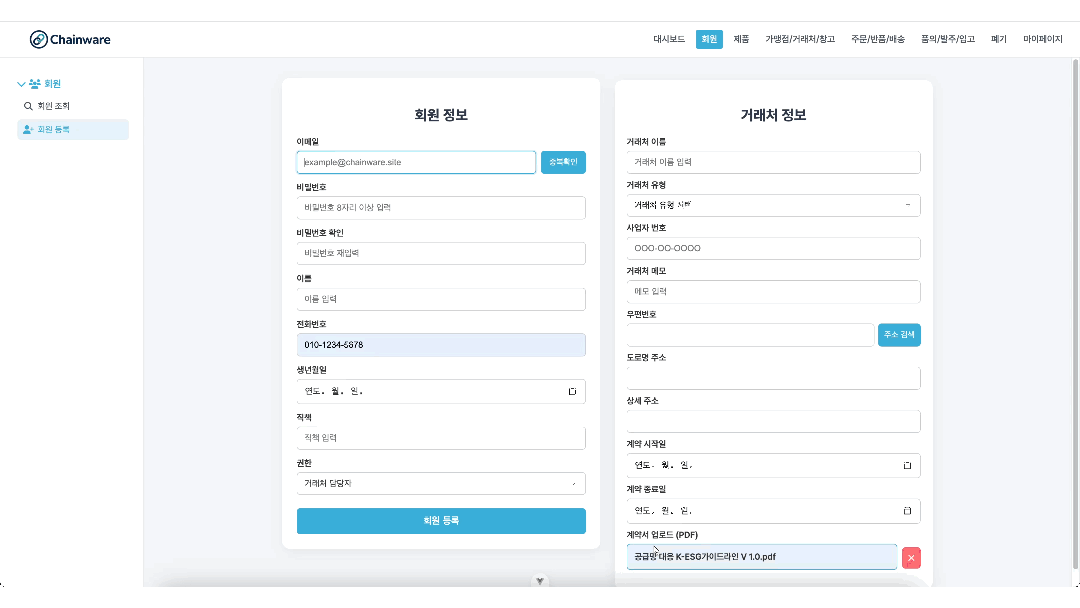 Chainware
대시보드 회원 제품 가맹점/거래처/창고 주문/반품/배송 품의/발주/입고 폐기 마이페이지
회원
회원 조회
회원 등록
회원 정보
이메일
example@chainware.site 중복확인
비밀번호
비밀번호 8자리 이상 입력
비밀번호 확인
비밀번호 재입력
이름
이름 입력
전화번호
010-1234-5678
생년월일
연도. 월. 일.
직책
직책 입력
권한
거래처 담당자
회원 등록
거래처 정보
거래처 이름
거래처 이름 입력
거래처 유형
거래처 유형 선택
사업자 번호
OOO-OO-OOOO
거래처 메모
메모 입력
우편번호
주소 검색
도로명 주소
상세 주소
계약 시작일
연도. 월. 일.
계약 종료일
연도. 월. 일.
계약서 업로드 (PDF)
공급망 대응 K-ESG가이드라인 V 1.0.pdf